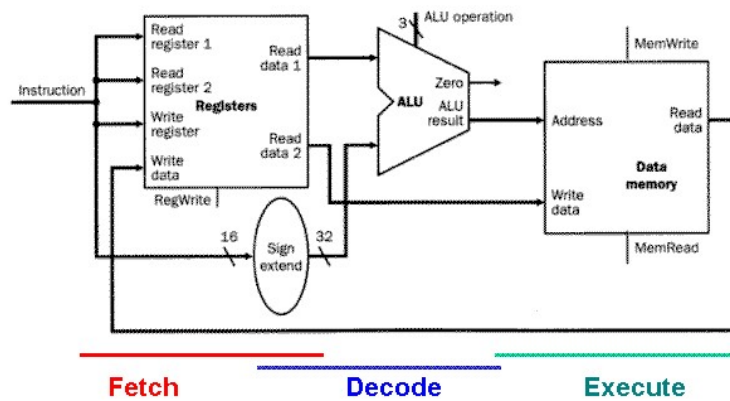 Instruction
Read
register 1
Read
register 2
Write
register
Write
data
Registers
Read
data 1
Read
data 2
RegWrite
16
Sign
extend
32
3
ALU operation
Zero
ALU
ALU
result
MemWrite
Address
Read
data
Data
memory
Write
data
MemRead
Fetch
Decode
Execute